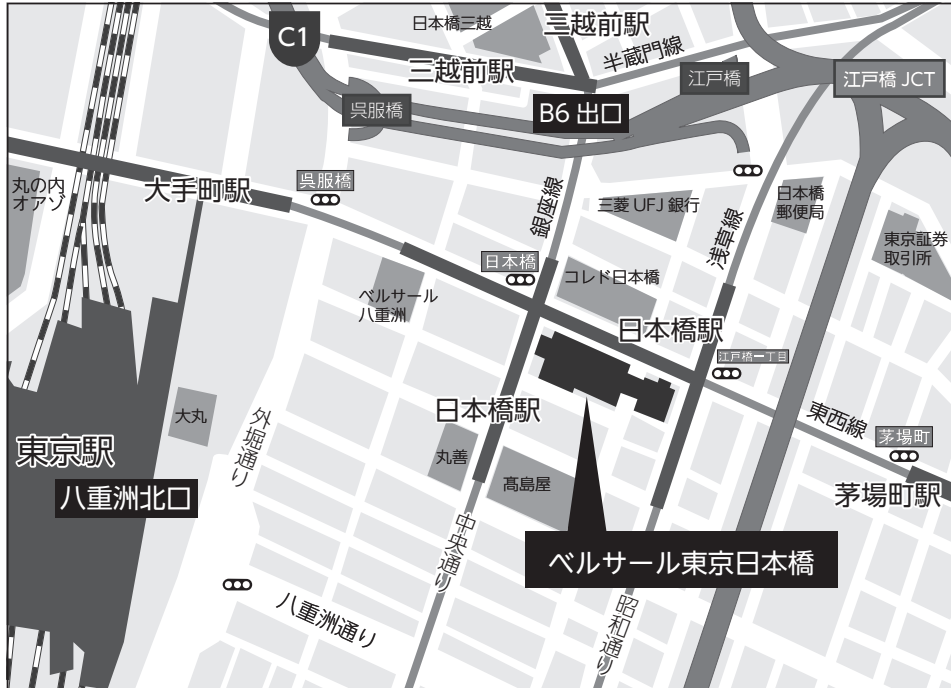 日本橋三越
三越前駅
C1
三越前駅
半蔵門線
江戸橋
江戸橋 JCT
呉服橋
B6 出口
丸の内
オアゾ
大手町駅
呉服橋
銀座線
三菱 UFJ 銀行
浅草線
日本橋
郵便局
東京証券
取引所
日本橋
コレド日本橋
ベルサール
八重洲
日本橋駅
江戸橋一丁目
大丸
外堀通り
日本橋駅
東西線
茅場町
東京駅
丸善
髙島屋
茅場町駅
八重洲北口
中央通り
ベルサール東京日本橋
八重洲通り
昭和通り